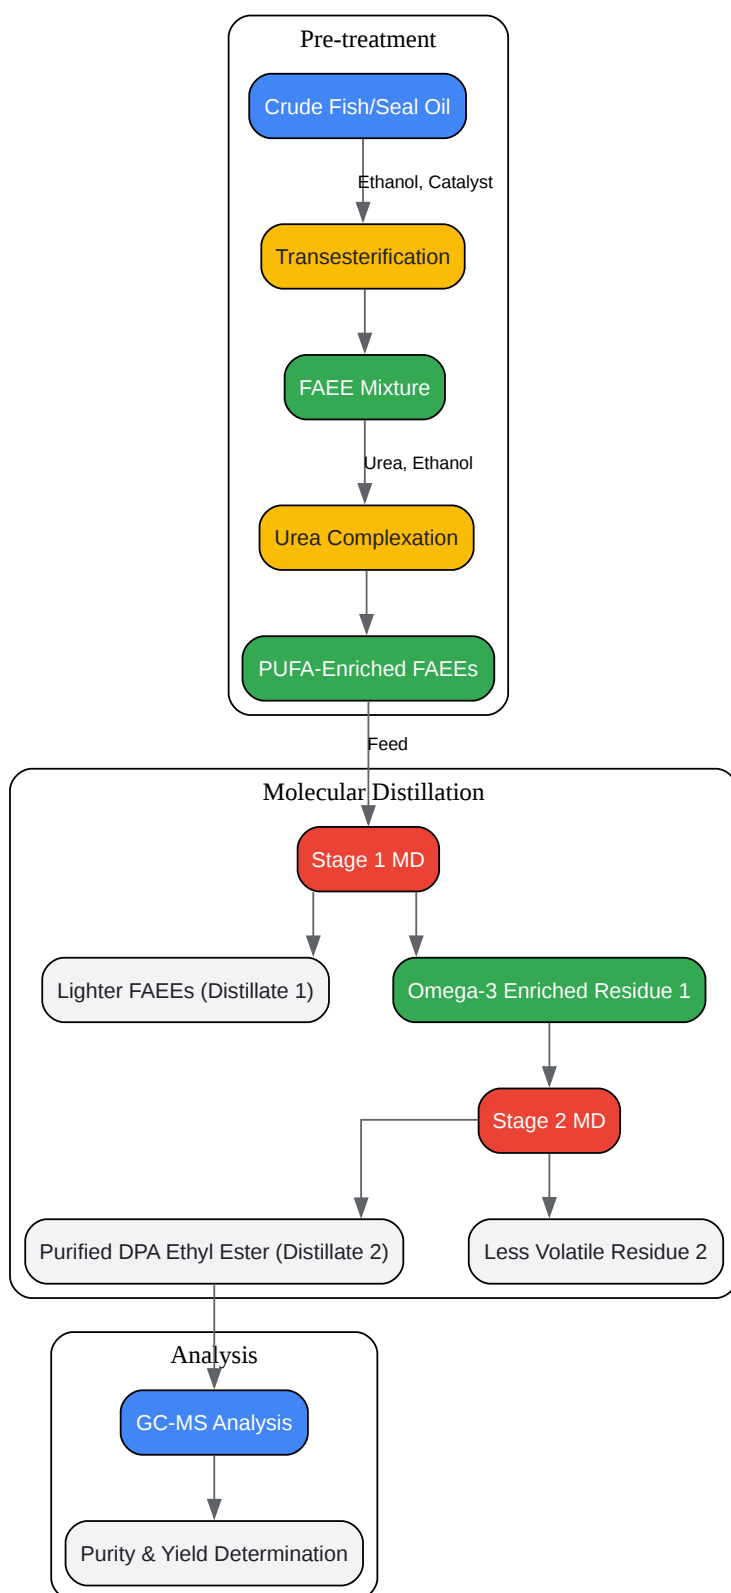 Pre-treatment
Crude Fish/Seal Oil
Ethanol, Catalyst
Transesterification
FAEE Mixture
Urea, Ethanol
Urea Complexation
PUFA-Enriched FAEEs
Feed
Molecular Distillation
Stage 1 MD
Lighter FAEEs (Distillate 1)
Omega-3 Enriched Residue 1
Stage 2 MD
Purified DPA Ethyl Ester (Distillate 2)
Less Volatile Residue 2
Analysis
GC-MS Analysis
Purity & Yield Determination